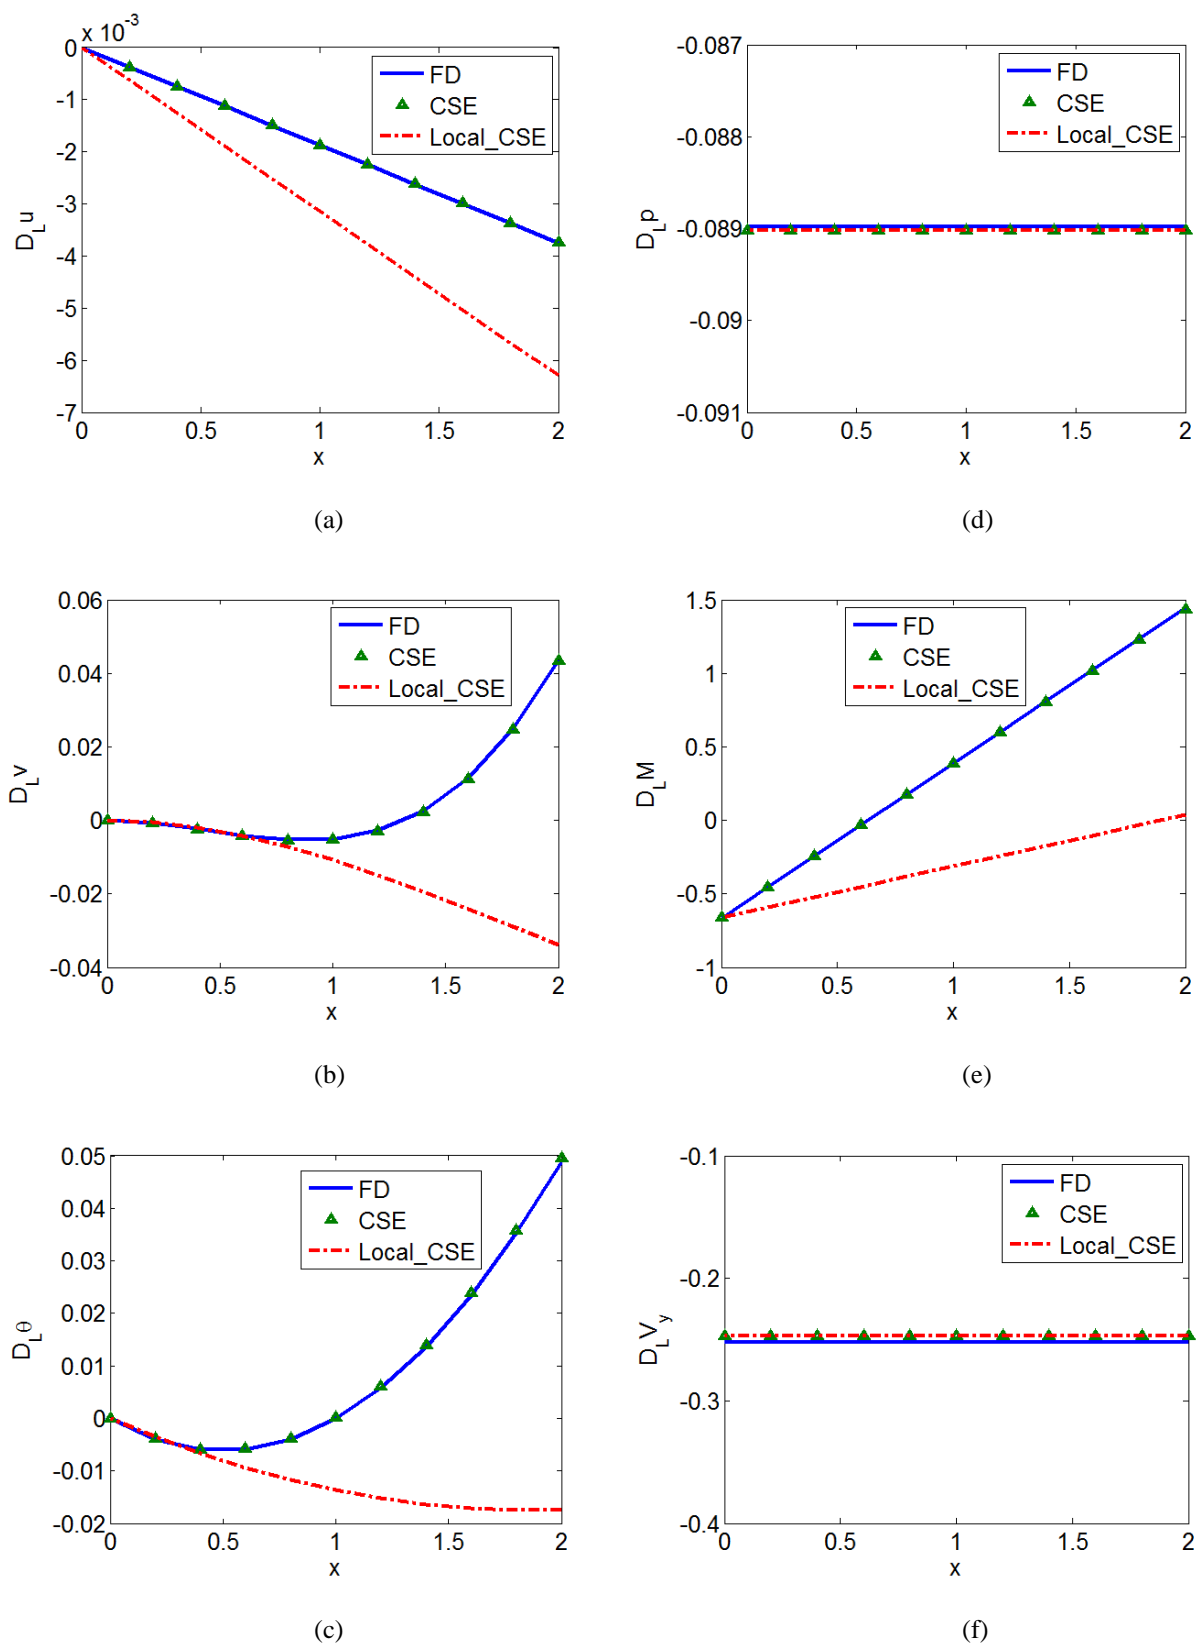 x 10^-3
0
-1
-2
-3
-4
-5
-6
-7
D_L u
0 0.5 1 1.5 2
x
FD
CSE
Local_CSE
(a)
-0.087
-0.088
-0.089
-0.09
-0.091
D_L p
0 0.5 1 1.5 2
x
FD
CSE
Local_CSE
(d)
0.06
0.04
0.02
0
-0.02
-0.04
D_L v
0 0.5 1 1.5 2
x
FD
CSE
Local_CSE
(b)
1.5
1
0.5
0
-0.5
-1
D_L M
0 0.5 1 1.5 2
x
FD
CSE
Local_CSE
(e)
0.05
0.04
0.03
0.02
0.01
0
-0.01
-0.02
D_L θ
0 0.5 1 1.5 2
x
FD
CSE
Local_CSE
(c)
-0.1
-0.2
-0.3
-0.4
D_L V_y
0 0.5 1 1.5 2
x
FD
CSE
Local_CSE
(f)